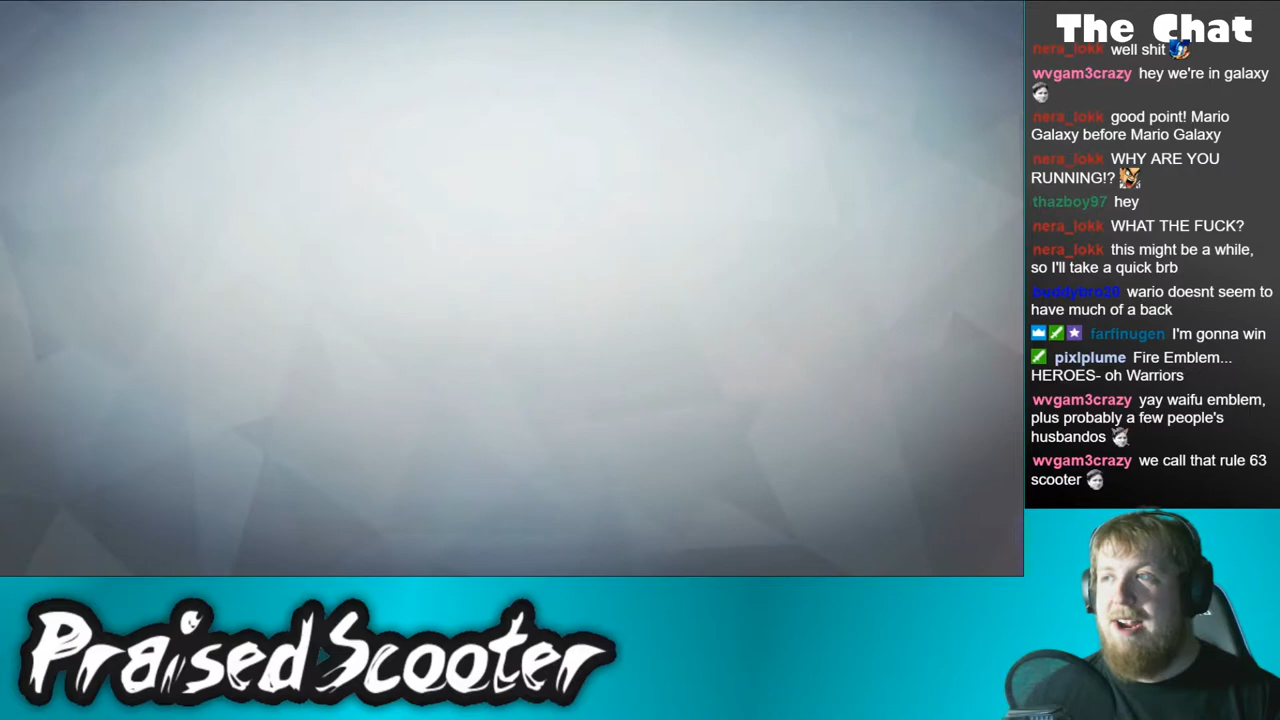 The Chat
nera_lokk well shit
wvgam3crazy hey we're in galaxy
nera_lokk good point! Mario
Galaxy before Mario Galaxy
nera_lokk WHY ARE YOU
RUNNING!?
thazboy97 hey
nera_lokk WHAT THE FUCK?
nera_lokk this might be a while,
so I'll take a quick brb
buddybro20 wario doesnt seem to
have much of a back
farfinugen I'm gonna win
pixlplume Fire Emblem...
HEROES- oh Warriors
wvgam3crazy yay waifu emblem,
plus probably a few people's
husbandos
wvgam3crazy we call that rule 63
scooter
PraisedScooter